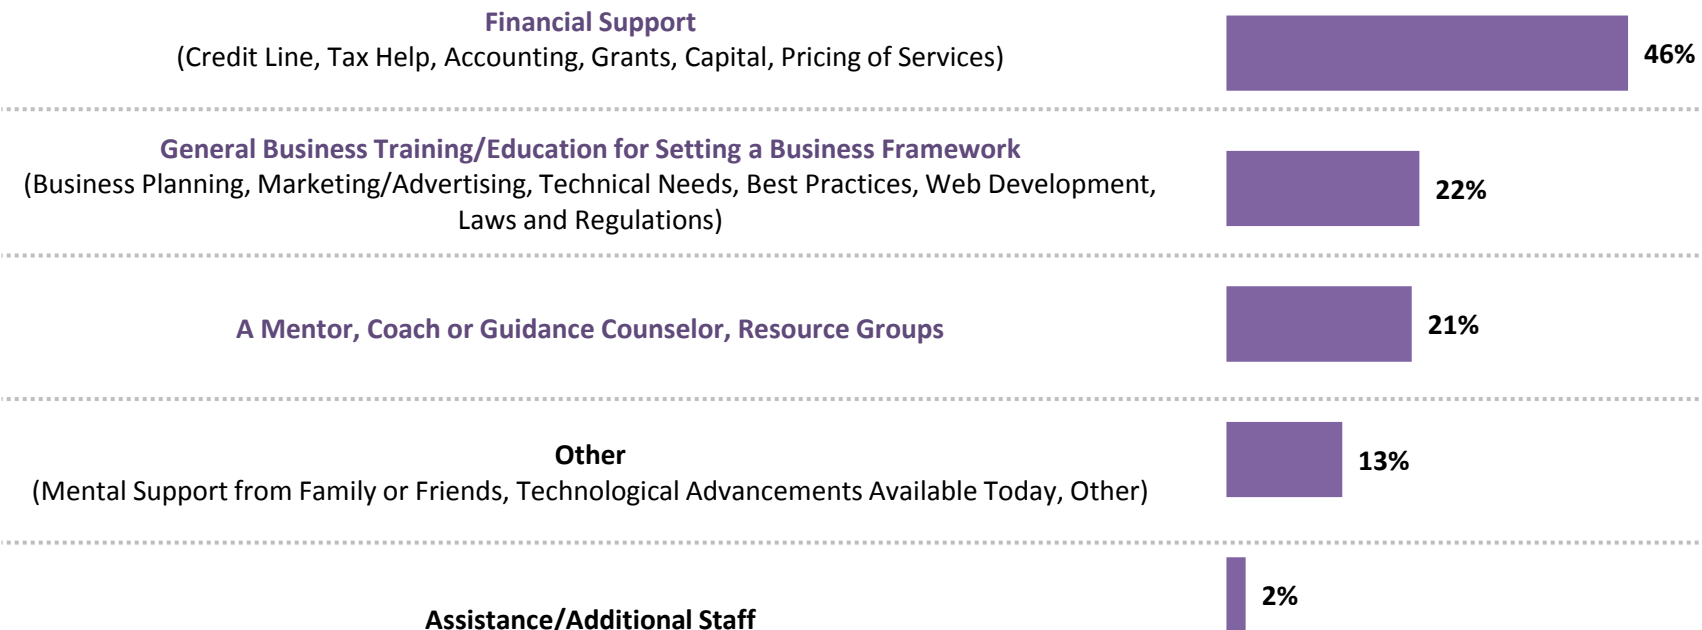 Financial Support
(Credit Line, Tax Help, Accounting, Grants, Capital, Pricing of Services)
46%
General Business Training/Education for Setting a Business Framework
(Business Planning, Marketing/Advertising, Technical Needs, Best Practices, Web Development,
Laws and Regulations)
22%
A Mentor, Coach or Guidance Counselor, Resource Groups
21%
Other
(Mental Support from Family or Friends, Technological Advancements Available Today, Other)
13%
Assistance/Additional Staff
2%